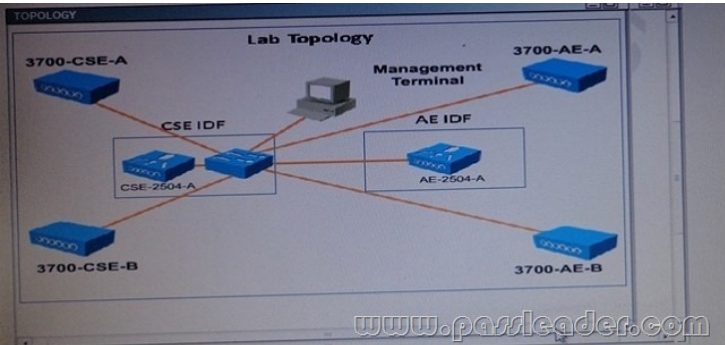 TOPOLOGY
Lab Topology
3700-CSE-A
3700-AE-A
Management
Terminal
CSE IDF
AE IDF
CSE-2504-A
AE-2504-A
3700-CSE-B
3700-AE-B
www.passleader.com